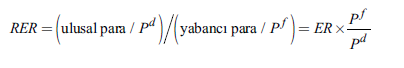 RER = (ulusal para / P^d) / (yabancı para / P^f) = ER × P^f / P^d